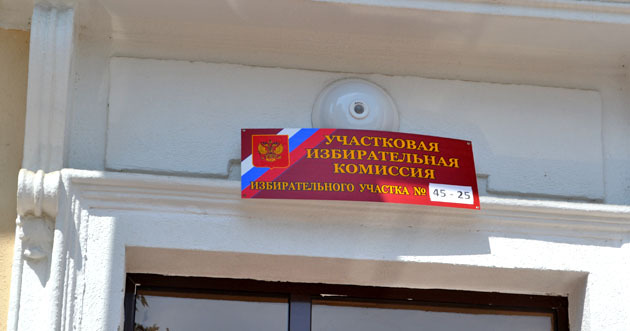 УЧАСТКОВАЯ
ИЗБИРАТЕЛЬНАЯ
КОМИССИЯ
ИЗБИРАТЕЛЬНОГО УЧАСТКА № 45 - 25